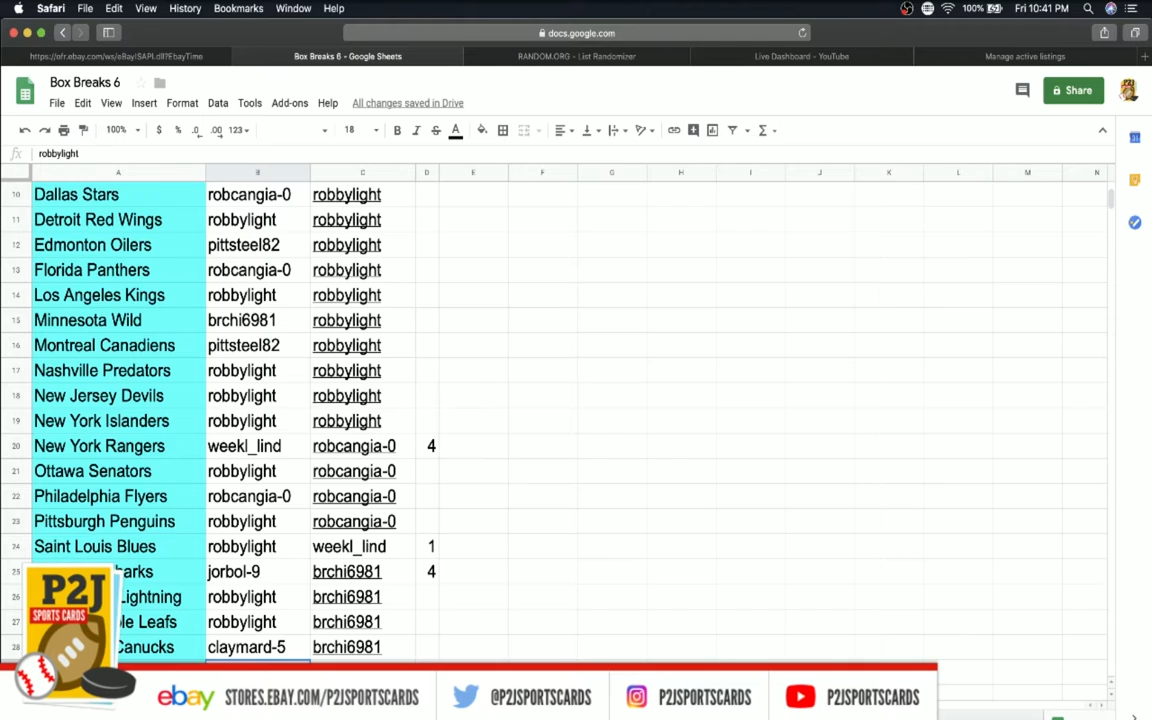 Safari File Edit View History Bookmarks Window Help 100% Fri 10:41 PM
docs.google.com
https://ofr.ebay.com/ws/eBayISAPI.dll?EbayTime Box Breaks 6 - Google Sheets RANDOM.ORG - List Randomizer Live Dashboard - YouTube Manage active listings
Box Breaks 6
File Edit View Insert Format Data Tools Add-ons Help All changes saved in Drive
Share
100% $ % .0 .00 123 18 B I S A
fx robbylight
A B C D E F G H I J K L M N
10 Dallas Stars robcangia-0 robbylight
11 Detroit Red Wings robbylight robbylight
12 Edmonton Oilers pittsteel82 robbylight
13 Florida Panthers robcangia-0 robbylight
14 Los Angeles Kings robbylight robbylight
15 Minnesota Wild brchi6981 robbylight
16 Montreal Canadiens pittsteel82 robbylight
17 Nashville Predators robbylight robbylight
18 New Jersey Devils robbylight robbylight
19 New York Islanders robbylight robbylight
20 New York Rangers weekl_lind robcangia-0 4
21 Ottawa Senators robbylight robcangia-0
22 Philadelphia Flyers robcangia-0 robcangia-0
23 Pittsburgh Penguins robbylight robcangia-0
24 Saint Louis Blues robbylight weekl_lind 1
25 arks jorbol-9 brchi6981 4
26 Lightning robbylight brchi6981
27 le Leafs robbylight brchi6981
28 Canucks claymard-5 brchi6981
P2J
SPORTS CARDS
ebay STORES.EBAY.COM/P2JSPORTSCARDS @P2JSPORTSCARDS P2JSPORTSCARDS P2JSPORTSCARDS